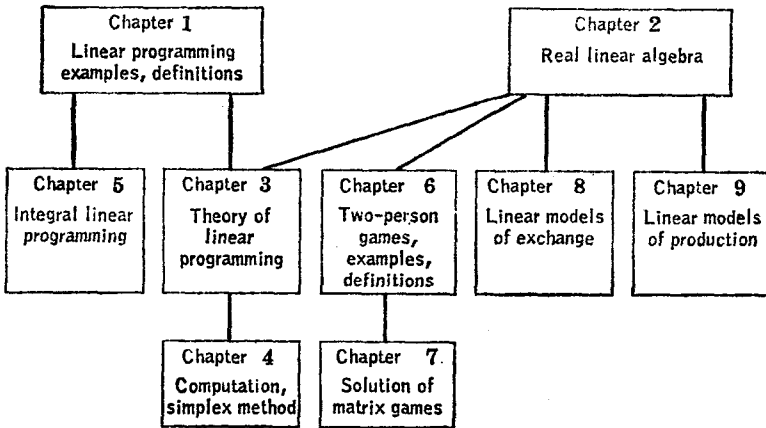 Chapter 1
Linear programming
examples, definitions
Chapter 2
Real linear algebra
Chapter 5
Integral linear
programming
Chapter 3
Theory of
linear
programming
Chapter 6
Two-person
games,
examples,
definitions
Chapter 8
Linear models
of exchange
Chapter 9
Linear models
of production
Chapter 4
Computation,
simplex method
Chapter 7
Solution of
matrix games